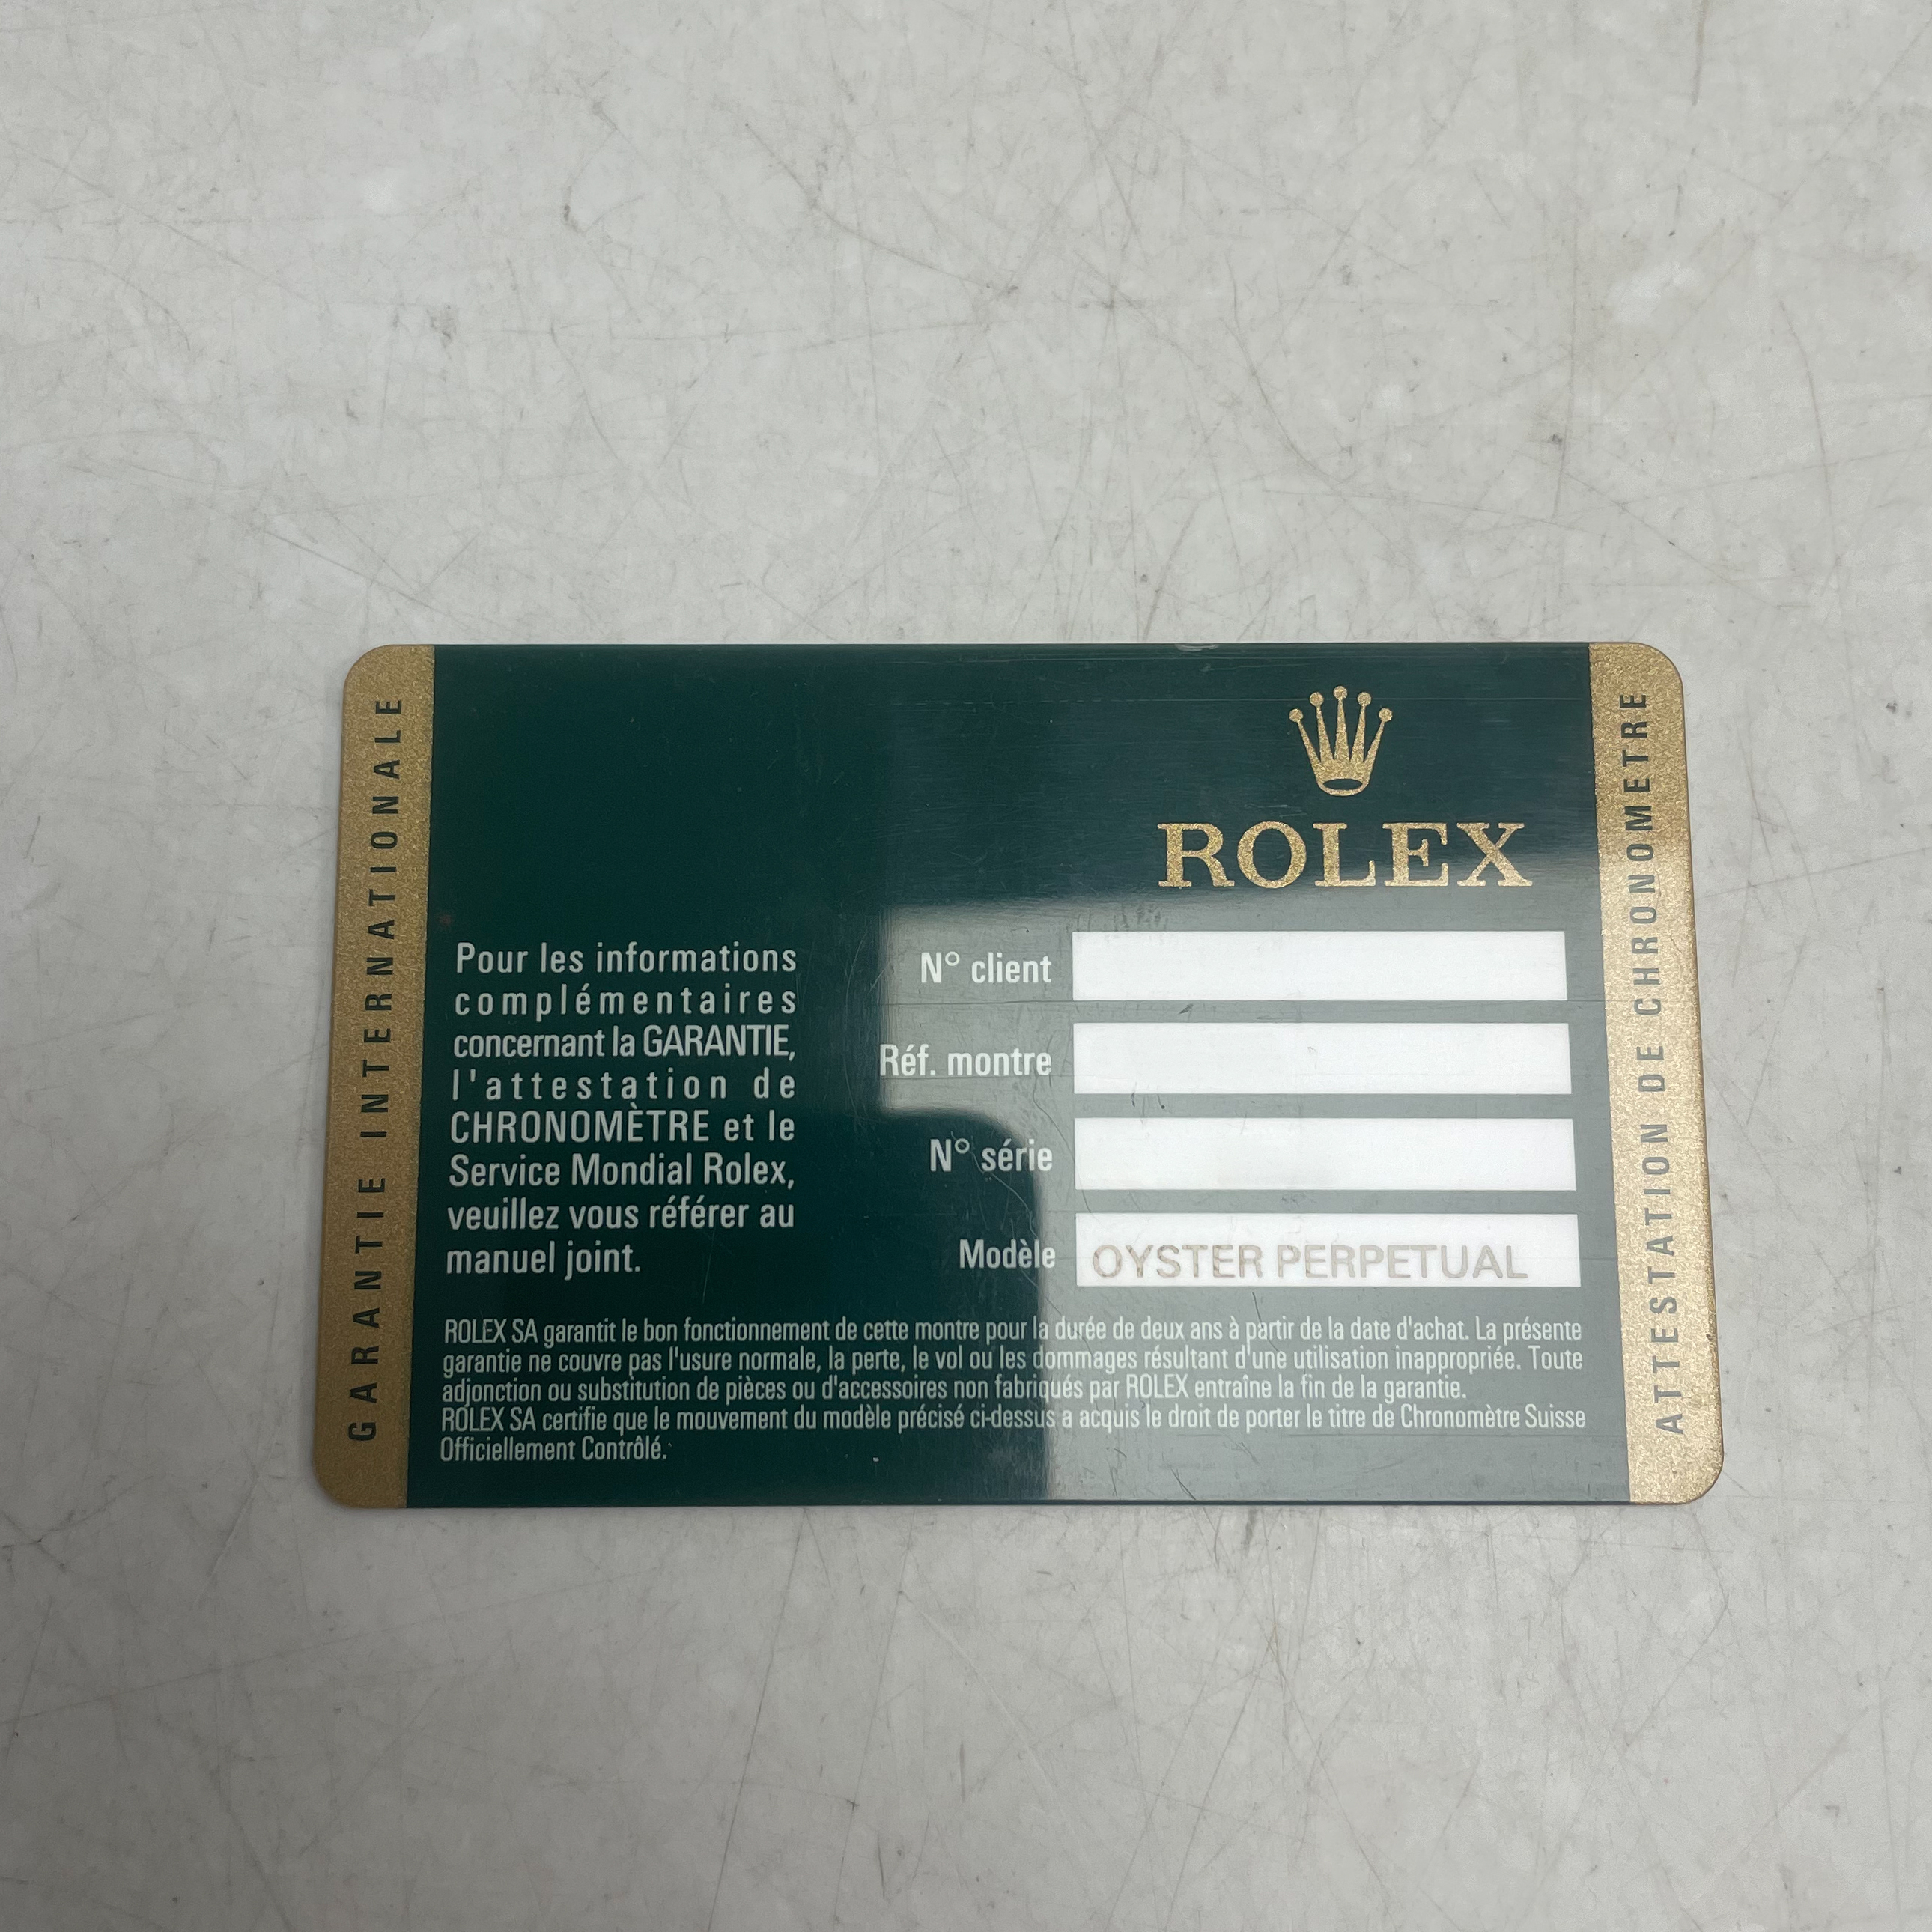 GARANTIE INTERNATIONALE
ROLEX
Pour les informations
complémentaires
concernant la GARANTIE,
l'attestation de
CHRONOMÈTRE et le
Service Mondial Rolex,
veuillez vous référer au
manuel joint.
N° client
Réf. montre
N° série
Modèle OYSTER PERPETUAL
ROLEX SA garantit le bon fonctionnement de cette montre pour la durée de deux ans à partir de la date d'achat. La présente
garantie ne couvre pas l'usure normale, la perte, le vol ou les dommages résultant d'une utilisation inappropriée. Toute
adjonction ou substitution de pièces ou d'accessoires non fabriqués par ROLEX entraîne la fin de la garantie.
ROLEX SA certifie que le mouvement du modèle précisé ci-dessus a acquis le droit de porter le titre de Chronomètre Suisse
Officiellement Contrôlé.
ATTESTATION DE CHRONOMETRE